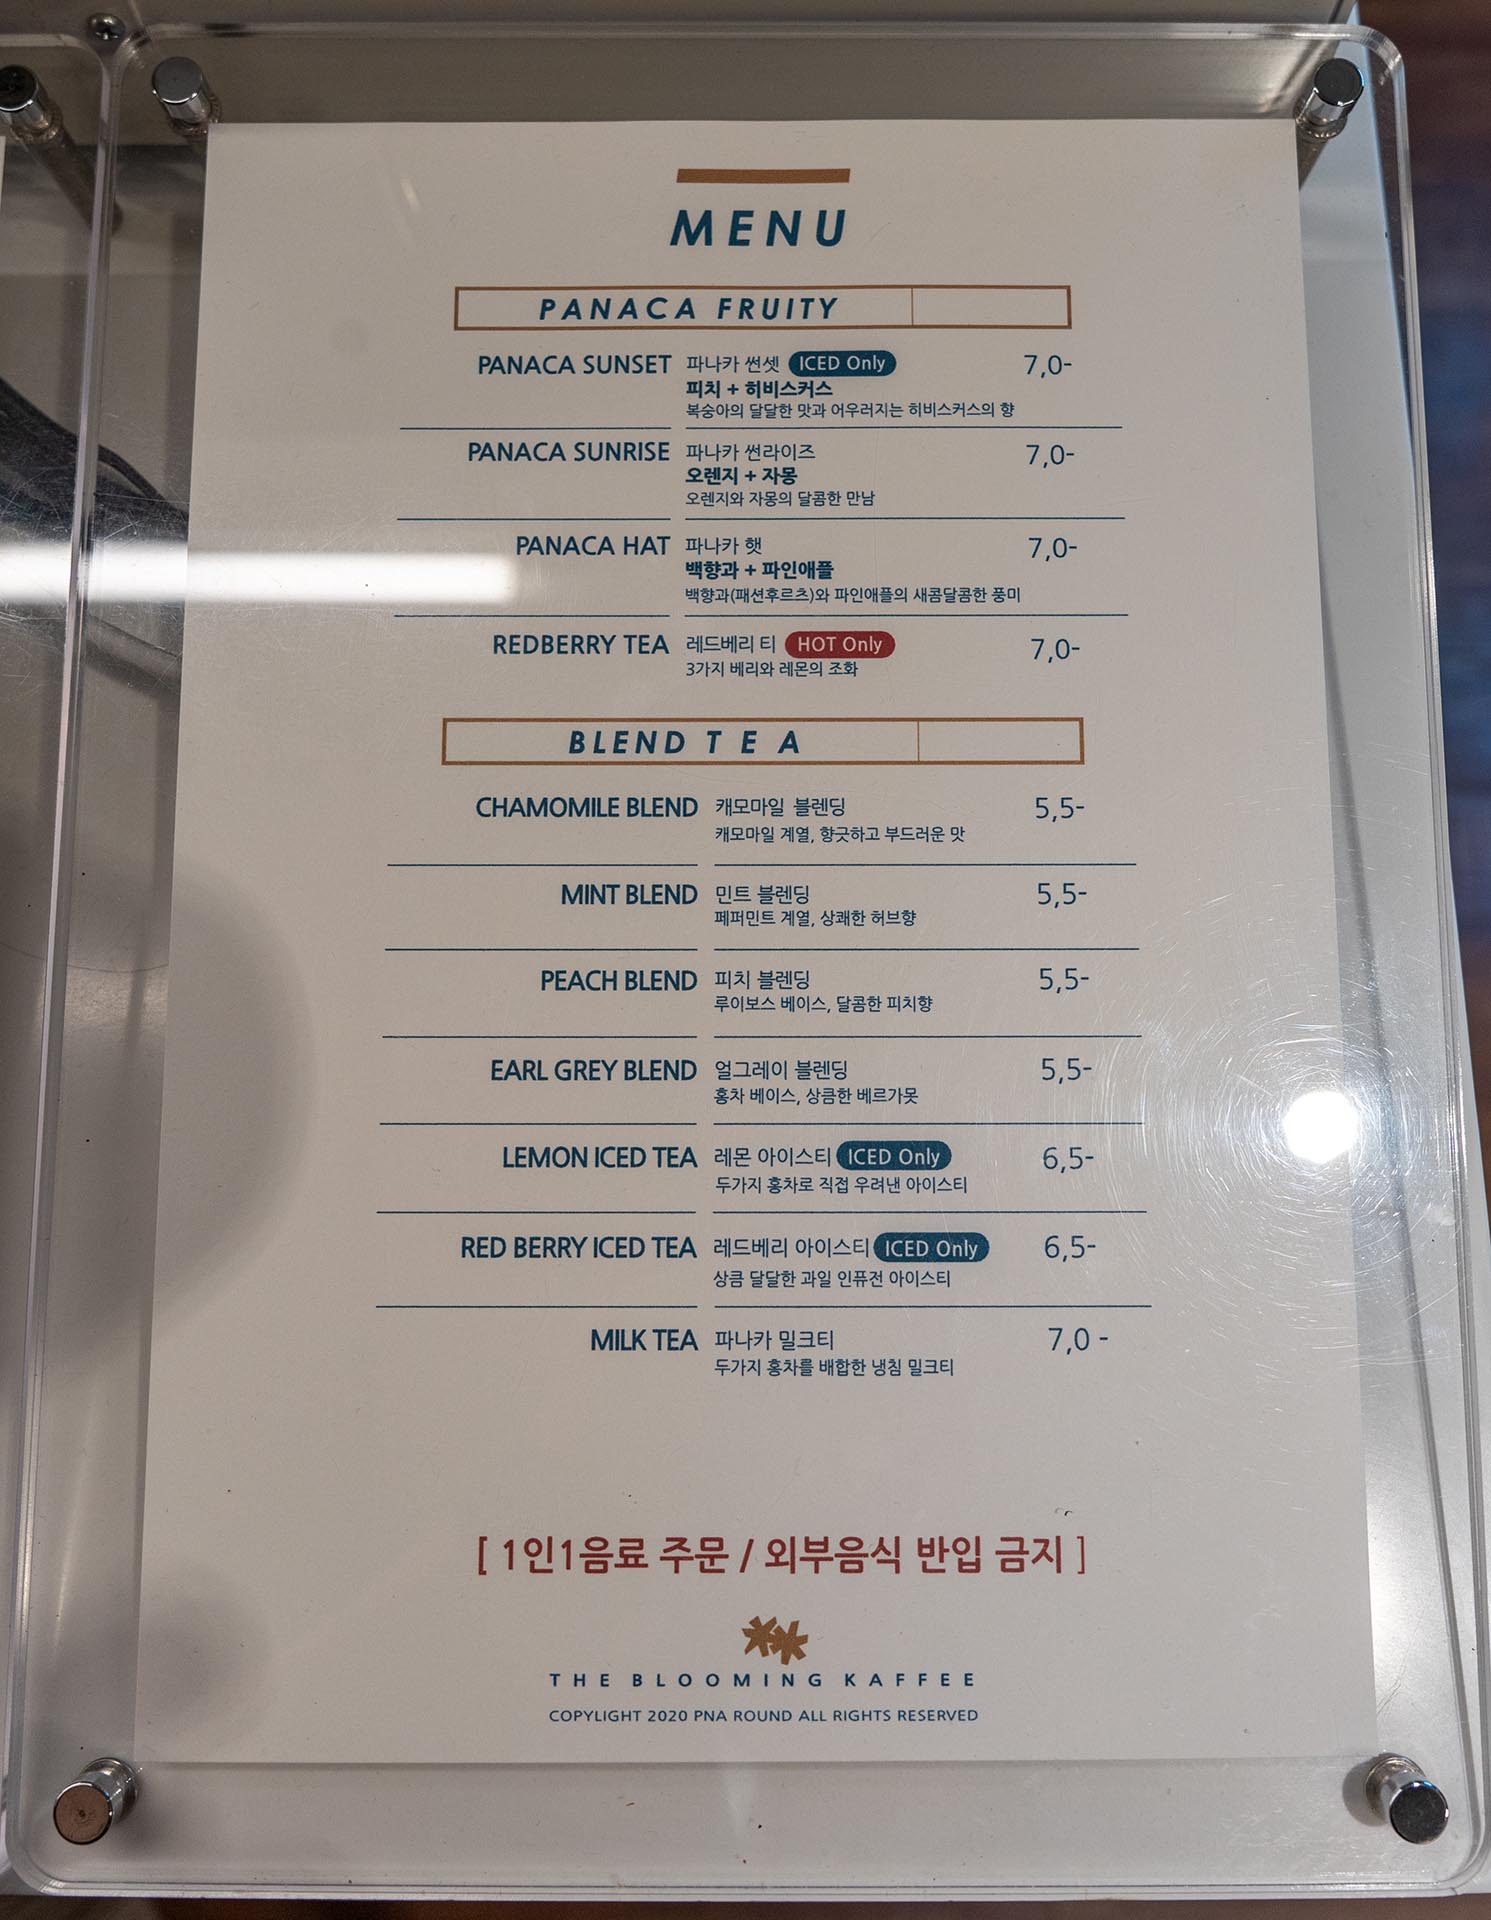 MENU
PANACA FRUITY
PANACA SUNSET 파나카 썬셋 ICED Only 7,0-
피치 + 히비스커스
복숭아의 달달한 맛과 어우러지는 히비스커스의 향
PANACA SUNRISE 파나카 썬라이즈 7,0-
오렌지 + 자몽
오렌지와 자몽의 달콤한 만남
PANACA HAT 파나카 햇 7,0-
백향과 + 파인애플
백향과(패션후르츠)와 파인애플의 새콤달콤한 풍미
REDBERRY TEA 레드베리 티 HOT Only 7,0-
3가지 베리와 레몬의 조화
BLEND T E A
CHAMOMILE BLEND 캐모마일 블렌딩 5,5-
캐모마일 계열, 향긋하고 부드러운 맛
MINT BLEND 민트 블렌딩 5,5-
페퍼민트 계열, 상쾌한 허브향
PEACH BLEND 피치 블렌딩 5,5-
루이보스 베이스, 달콤한 피치향
EARL GREY BLEND 얼그레이 블렌딩 5,5-
홍차 베이스, 상큼한 베르가못
LEMON ICED TEA 레몬 아이스티 ICED Only 6,5-
두가지 홍차로 직접 우려낸 아이스티
RED BERRY ICED TEA 레드베리 아이스티 ICED Only 6,5-
상큼 달달한 과일 인퓨전 아이스티
MILK TEA 파나카 밀크티 7,0 -
두가지 홍차를 배합한 냉침 밀크티
[ 1인1음료 주문 / 외부음식 반입 금지 ]
THE BLOOMING KAFFEE
COPYLIGHT 2020 PNA ROUND ALL RIGHTS RESERVED